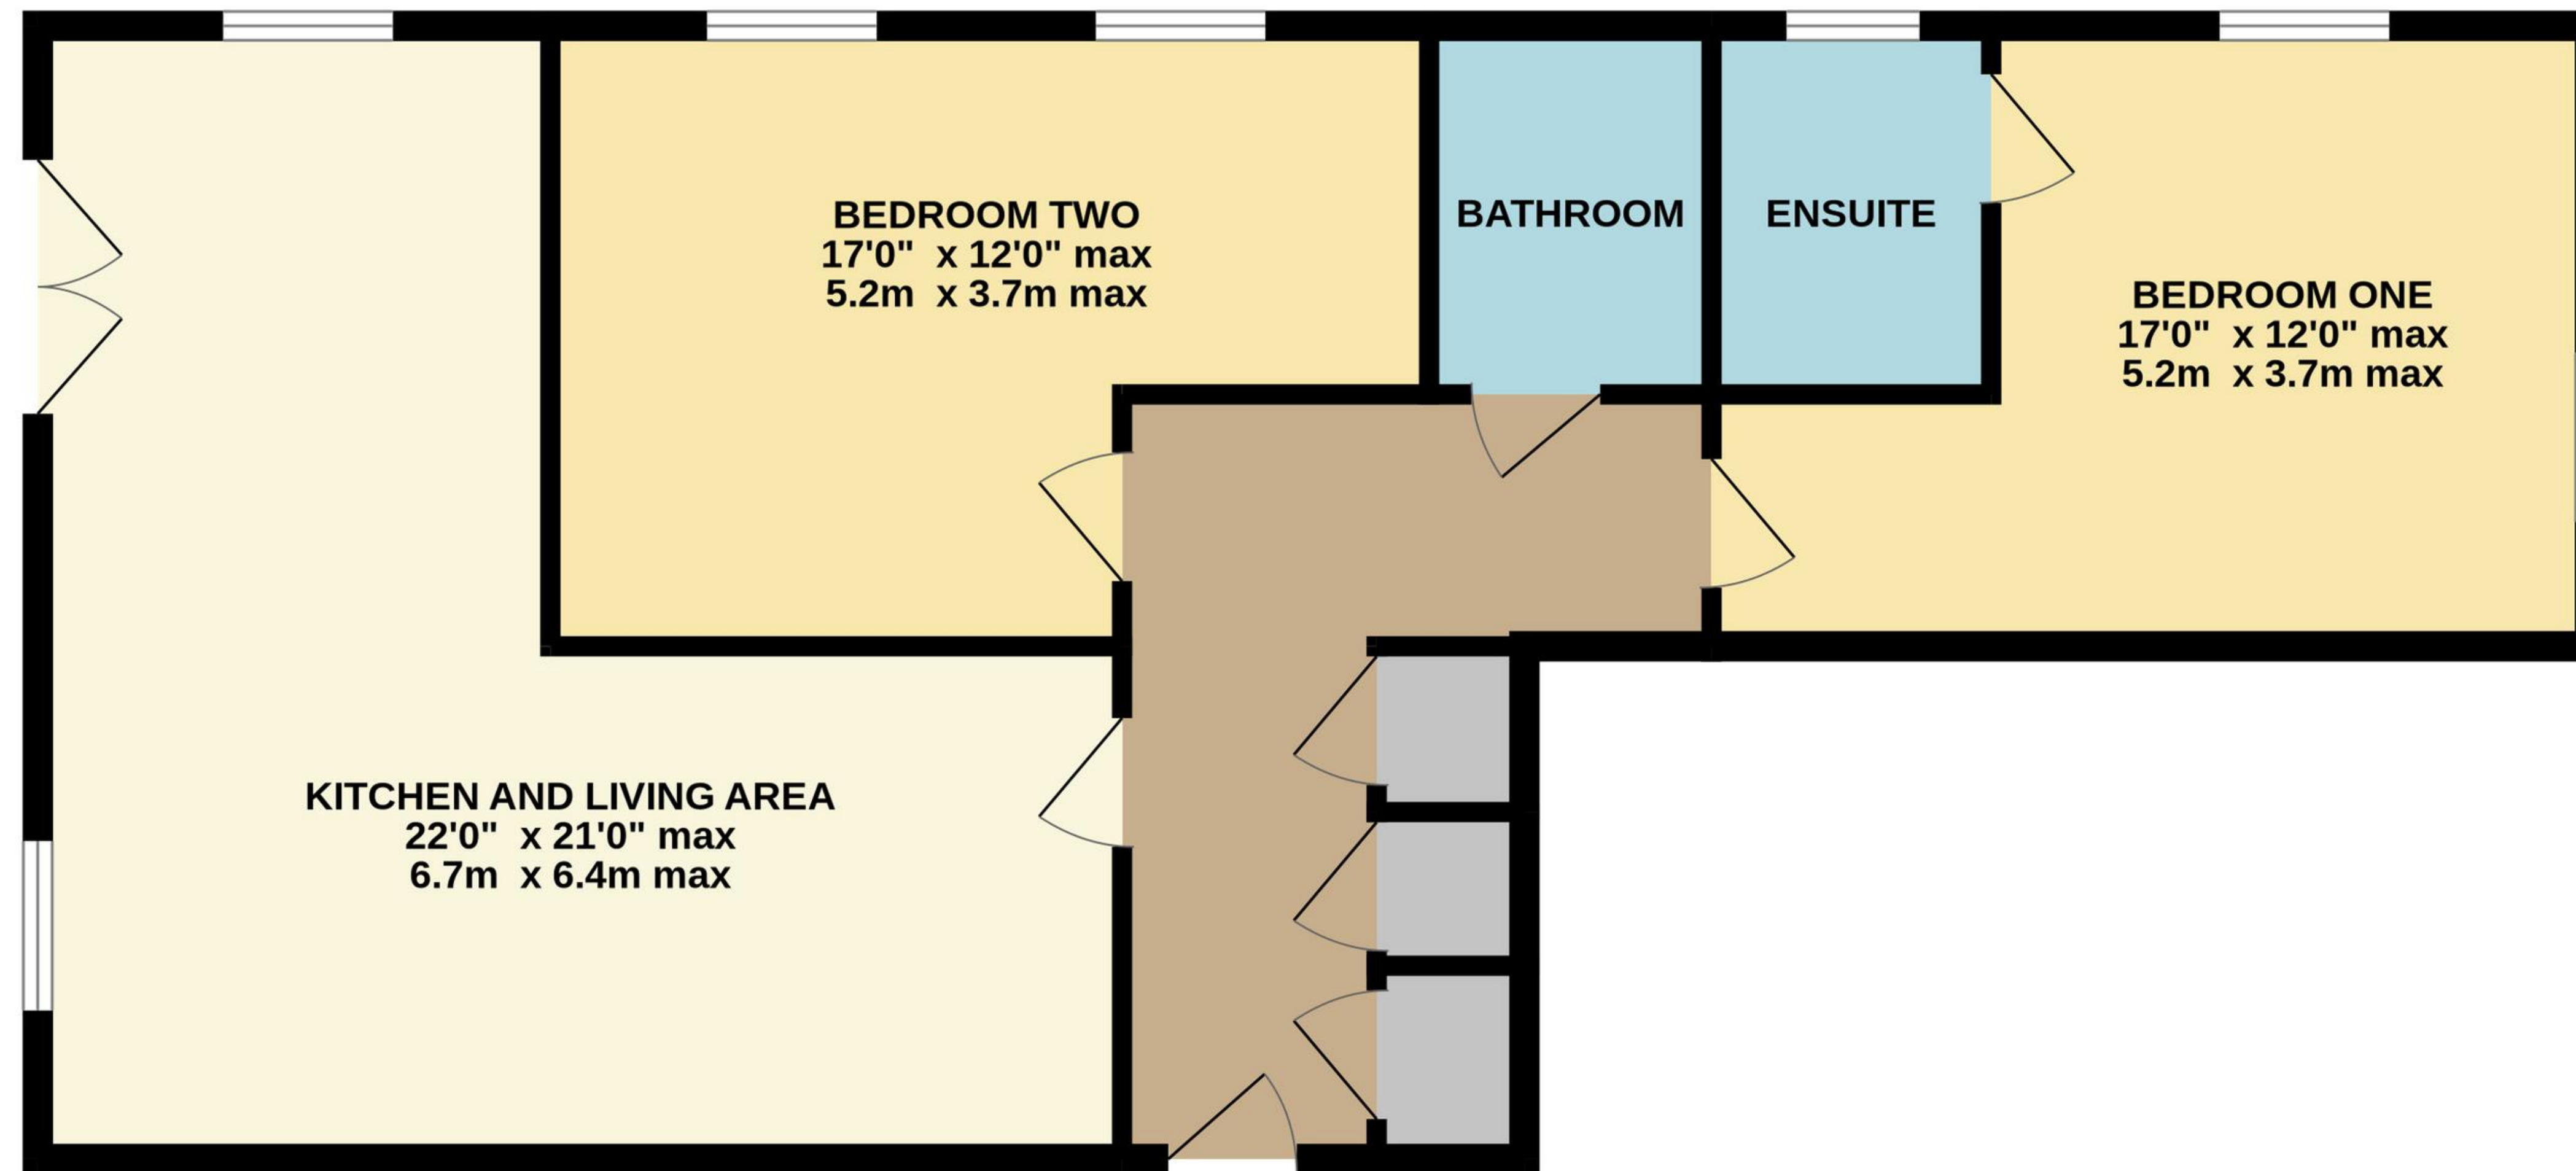 BEDROOM TWO
17'0"  x 12'0" max
5.2m  x 3.7m max
BATHROOM
ENSUITE
BEDROOM ONE
17'0"  x 12'0" max
5.2m  x 3.7m max
KITCHEN AND LIVING AREA
22'0"  x 21'0" max
6.7m  x 6.4m max